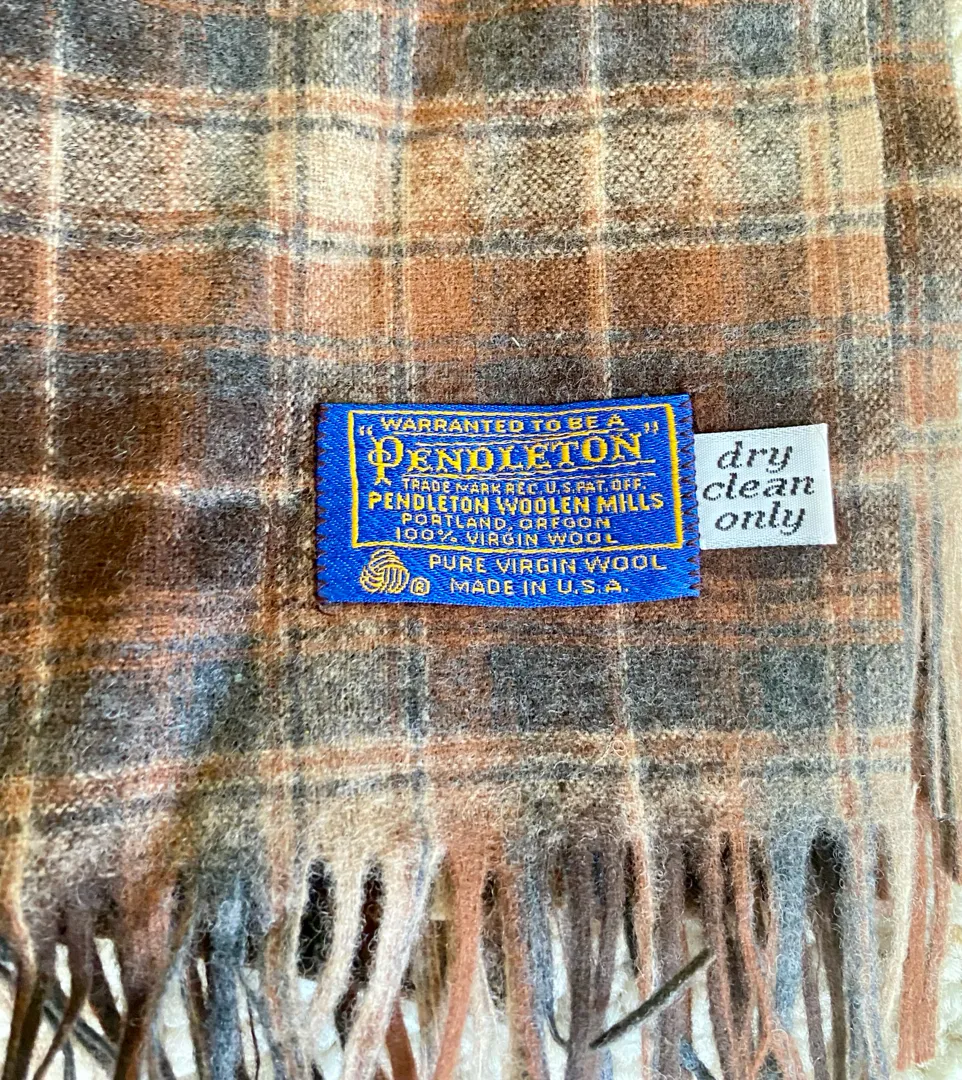 WARRANTED TO BE A
"PENDLETON"
TRADE MARK REG. U.S. PAT. OFF.
PENDLETON WOOLEN MILLS
PORTLAND, OREGON
100% VIRGIN WOOL
PURE VIRGIN WOOL
® MADE IN U.S.A.
dry
clean
only